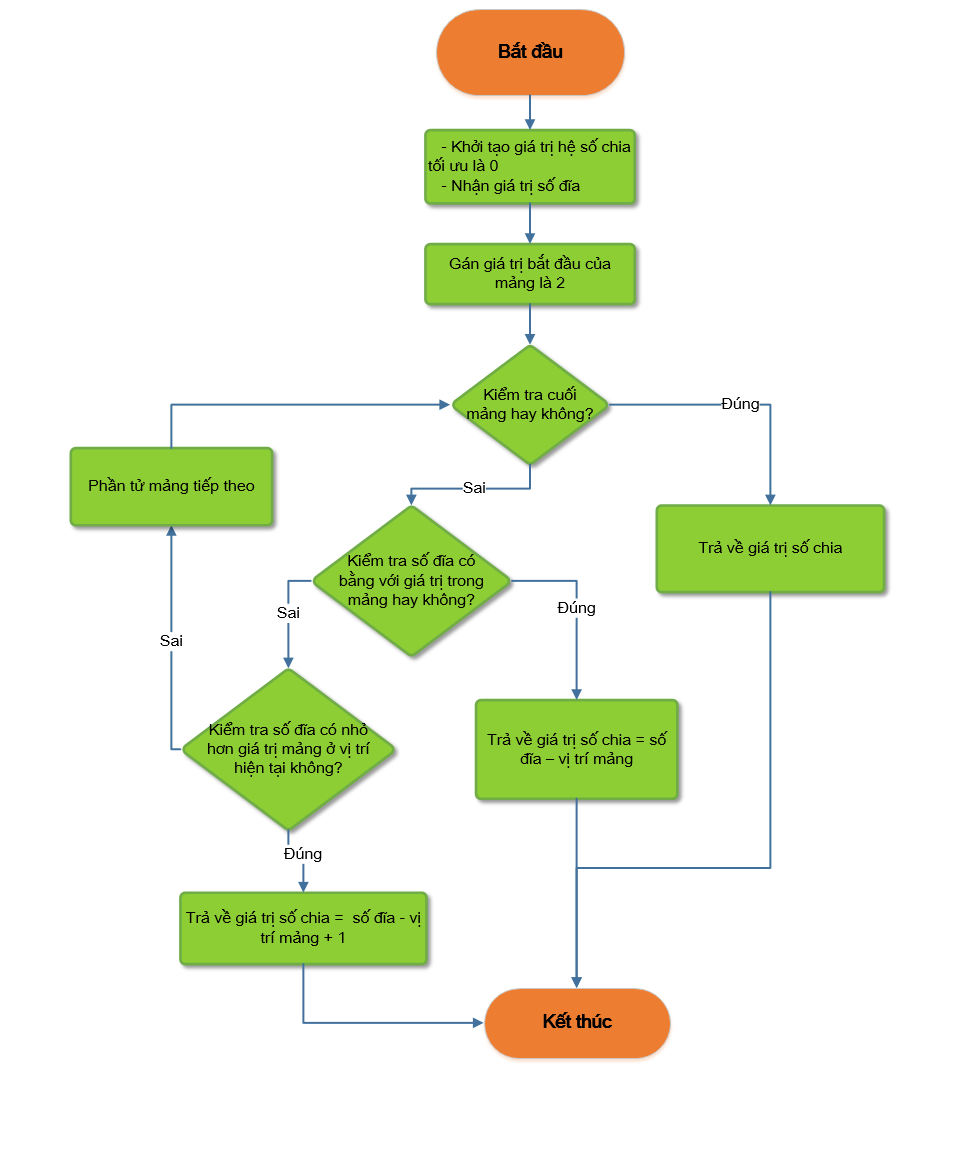 Bắt đầu
- Khởi tạo giá trị hệ số chia
tối ưu là 0
- Nhận giá trị số đĩa
Gán giá trị bắt đầu của
mảng là 2
Kiểm tra cuối
mảng hay không?
Đúng
Sai
Phần tử mảng tiếp theo
Trả về giá trị số chia
Kiểm tra số đĩa có
bằng với giá trị trong
mảng hay không?
Sai
Đúng
Sai
Kiểm tra số đĩa có nhỏ
hơn giá trị mảng ở vị trí
hiện tại không?
Trả về giá trị số chia = số
đĩa – vị trí mảng
Đúng
Trả về giá trị số chia =  số đĩa - vị
trí mảng + 1
Kết thúc